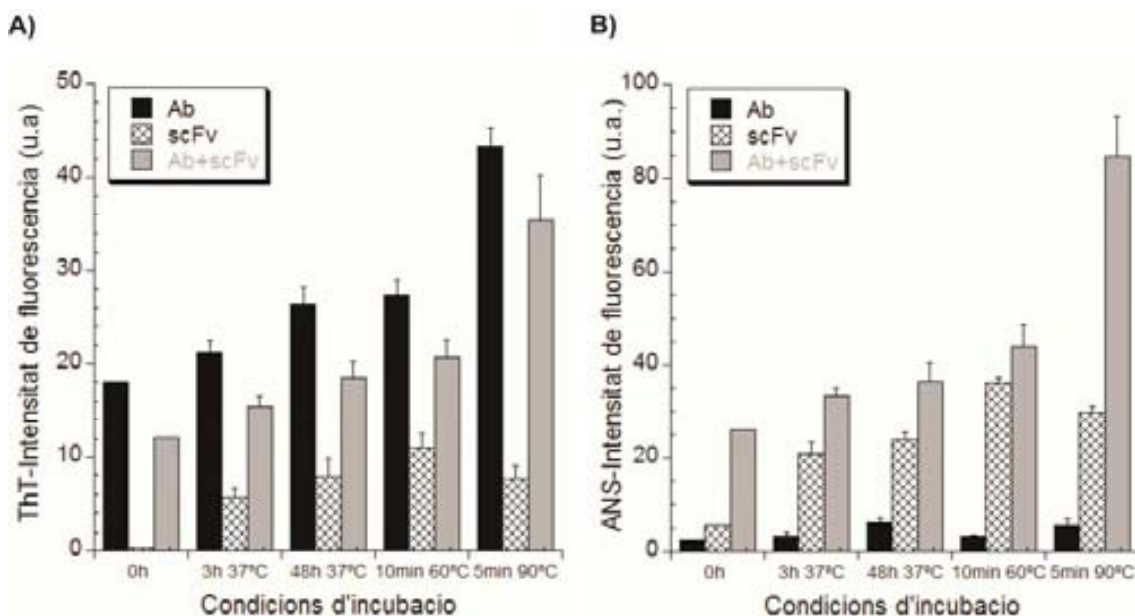 A)
B)
ThT-Intensitat de fluorescencia (u.a)
50
40
30
20
10
0
Ab
scFv
Ab+scFv
0h
3h 37ºC
48h 37ºC
10min 60ºC
5min 90ºC
Condicions d'incubacio
ANS-Intensitat de fluorescencia (u.a.)
100
80
60
40
20
0
Ab
scFv
Ab+scFv
0h
3h 37ºC
48h 37ºC
10min 60ºC
5min 90ºC
Condicions d'incubacio